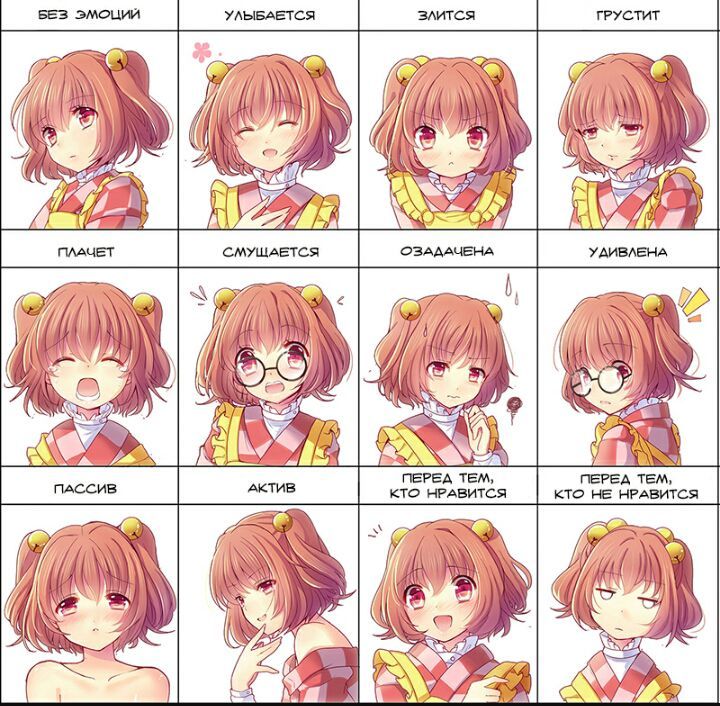 БЕЗ ЭМОЦИЙ
УЛЫБАЕТСЯ
ЗЛИТСЯ
ГРУСТИТ
ПЛАЧЕТ
СМУЩАЕТСЯ
ОЗАДАЧЕНА
УДИВЛЕНА
ПАССИВ
АКТИВ
ПЕРЕД ТЕМ,
КТО НРАВИТСЯ
ПЕРЕД ТЕМ,
КТО НЕ НРАВИТСЯ